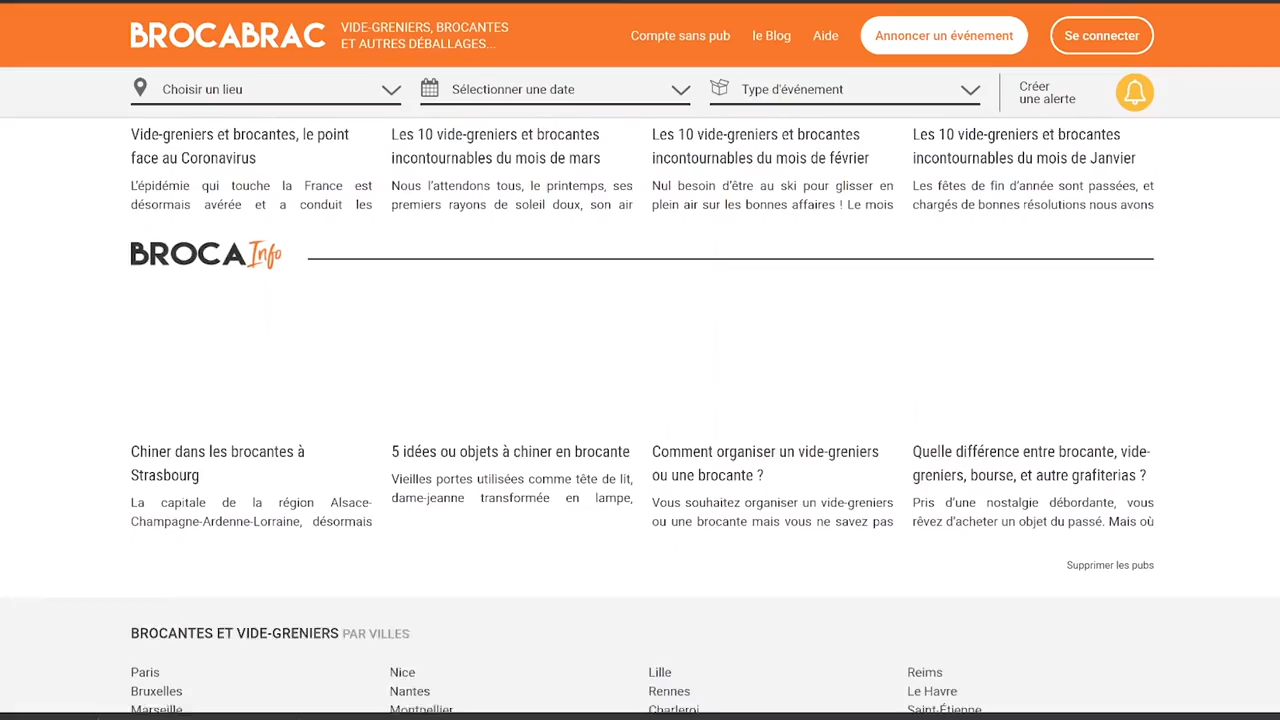 BROCABRAC
VIDE-GRENIERS, BROCANTES
ET AUTRES DÉBALLAGES...
Compte sans pub
le Blog
Aide
Annoncer un événement
Se connecter
Choisir un lieu
Sélectionner une date
Type d'événement
Créer
une alerte
Vide-greniers et brocantes, le point
face au Coronavirus
L'épidémie qui touche la France est
désormais avérée et a conduit les
Les 10 vide-greniers et brocantes
incontournables du mois de mars
Nous l'attendons tous, le printemps, ses
premiers rayons de soleil doux, son air
Les 10 vide-greniers et brocantes
incontournables du mois de février
Nul besoin d'être au ski pour glisser en
plein air sur les bonnes affaires ! Le mois
Les 10 vide-greniers et brocantes
incontournables du mois de Janvier
Les fêtes de fin d'année sont passées, et
chargés de bonnes résolutions nous avons
BROCA Info
Chiner dans les brocantes à
Strasbourg
La capitale de la région Alsace-
Champagne-Ardenne-Lorraine, désormais
5 idées ou objets à chiner en brocante
Vieilles portes utilisées comme tête de lit,
dame-jeanne transformée en lampe,
Comment organiser un vide-greniers
ou une brocante ?
Vous souhaitez organiser un vide-greniers
ou une brocante mais vous ne savez pas
Quelle différence entre brocante, vide-
greniers, bourse, et autre grafiterias ?
Pris d'une nostalgie débordante, vous
rêvez d'acheter un objet du passé. Mais où
Supprimer les pubs
BROCANTES ET VIDE-GRENIERS PAR VILLES
Paris
Nice
Lille
Reims
Bruxelles
Nantes
Rennes
Le Havre
Marseille
Montpellier
Charleroi
Saint-Étienne